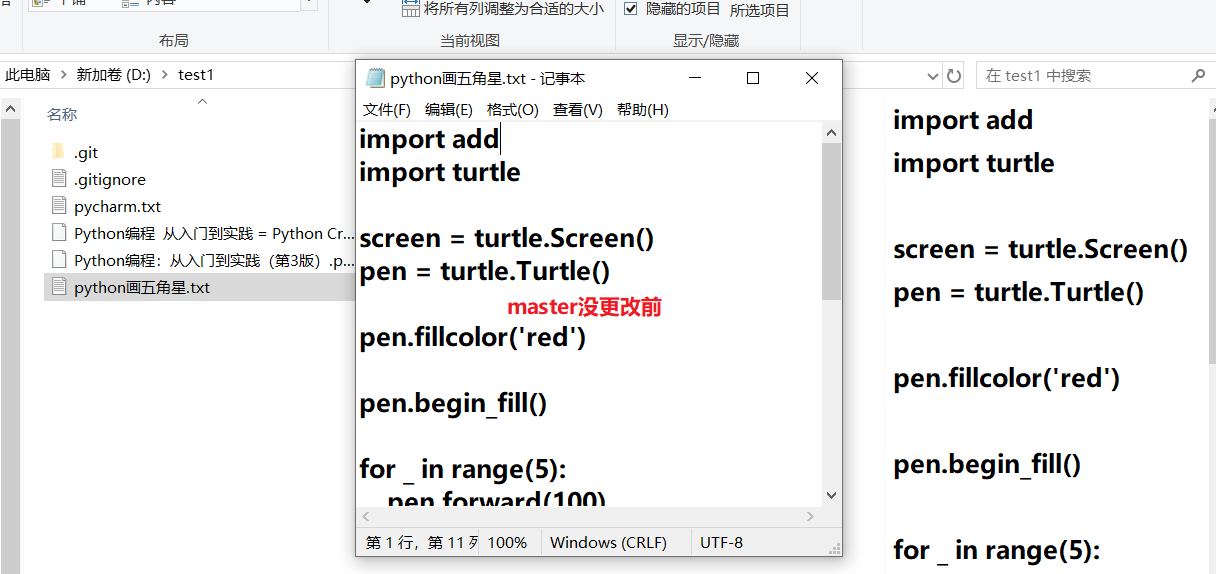 内容
将所有列调整为合适的大小
隐藏的项目
所选项目
布局
当前视图
显示/隐藏
此电脑
新加卷 (D:)
test1
在 test1 中搜索
名称
.git
.gitignore
pycharm.txt
Python编程 从入门到实践 = Python Cr...
Python编程：从入门到实践（第3版）.p...
python画五角星.txt
python画五角星.txt - 记事本
文件(F) 编辑(E) 格式(O) 查看(V) 帮助(H)
import add
import turtle
screen = turtle.Screen()
pen = turtle.Turtle()
master没更改前
pen.fillcolor('red')
pen.begin_fill()
for _ in range(5):
pen.forward(100)
第 1 行，第 11 列
100%
Windows (CRLF)
UTF-8
import add
import turtle
screen = turtle.Screen()
pen = turtle.Turtle()
pen.fillcolor('red')
pen.begin_fill()
for _ in range(5):